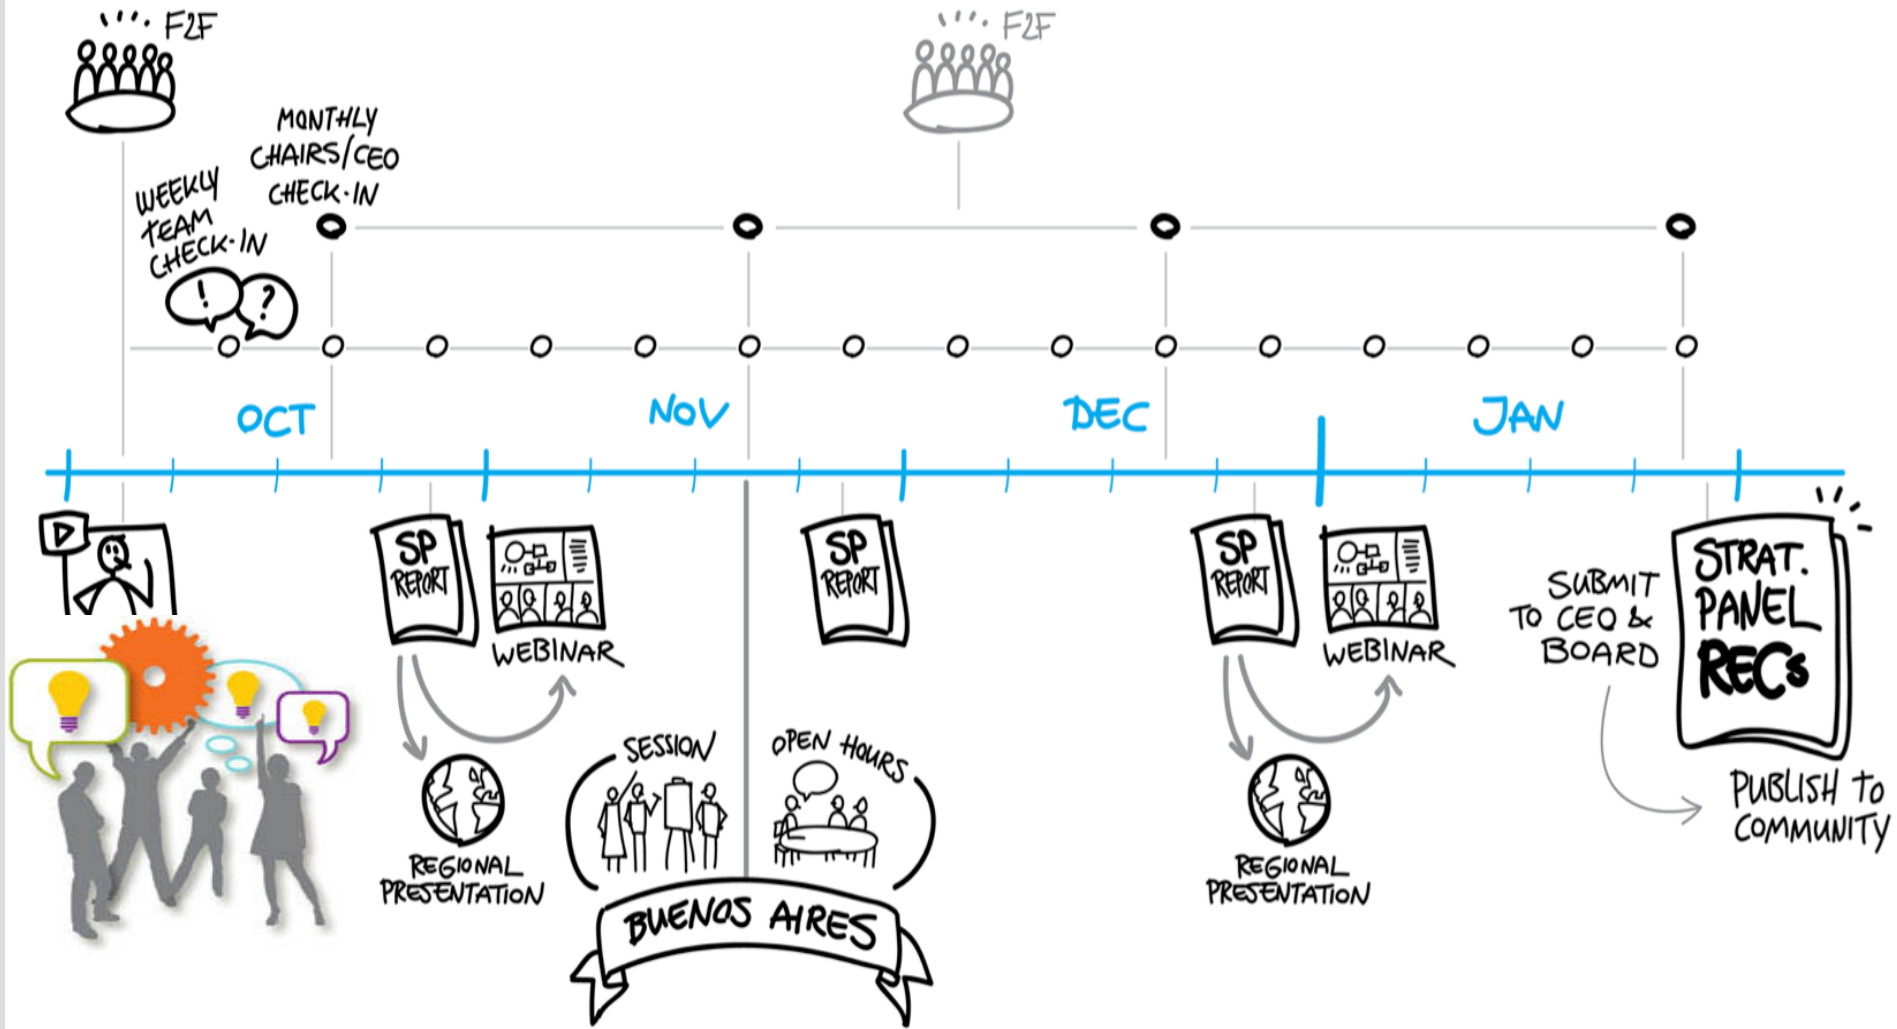 F2F
F2F
MONTHLY
CHAIRS/CEO
CHECK-IN
WEEKLY
TEAM
CHECK-IN
! ?
OCT
NOV
DEC
JAN
SP
REPORT
WEBINAR
REGIONAL
PRESENTATION
SESSION
OPEN HOURS
BUENOS AIRES
SP
REPORT
SP
REPORT
WEBINAR
REGIONAL
PRESENTATION
SUBMIT
TO CEO &
BOARD
STRAT.
PANEL
RECs
PUBLISH TO
COMMUNITY